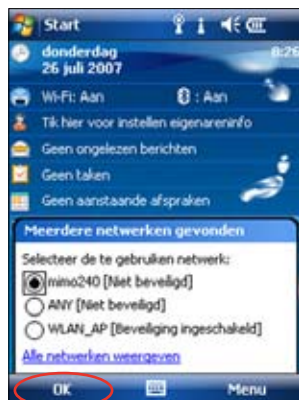 Start
donderdag
8:26
26 juli 2007
Wi-Fi: Aan : Aan
Tik hier voor instellen eigenareninfo
Geen ongelezen berichten
Geen taken
Geen aanstaande afspraken
Meerdere netwerken gevonden
Selecteer de te gebruiken netwerk:
mimo240 [Niet beveiligd]
ANY [Niet beveiligd]
WLAN_AP [Beveiliging ingeschakeld]
Alle netwerken weergeven
OK Menu